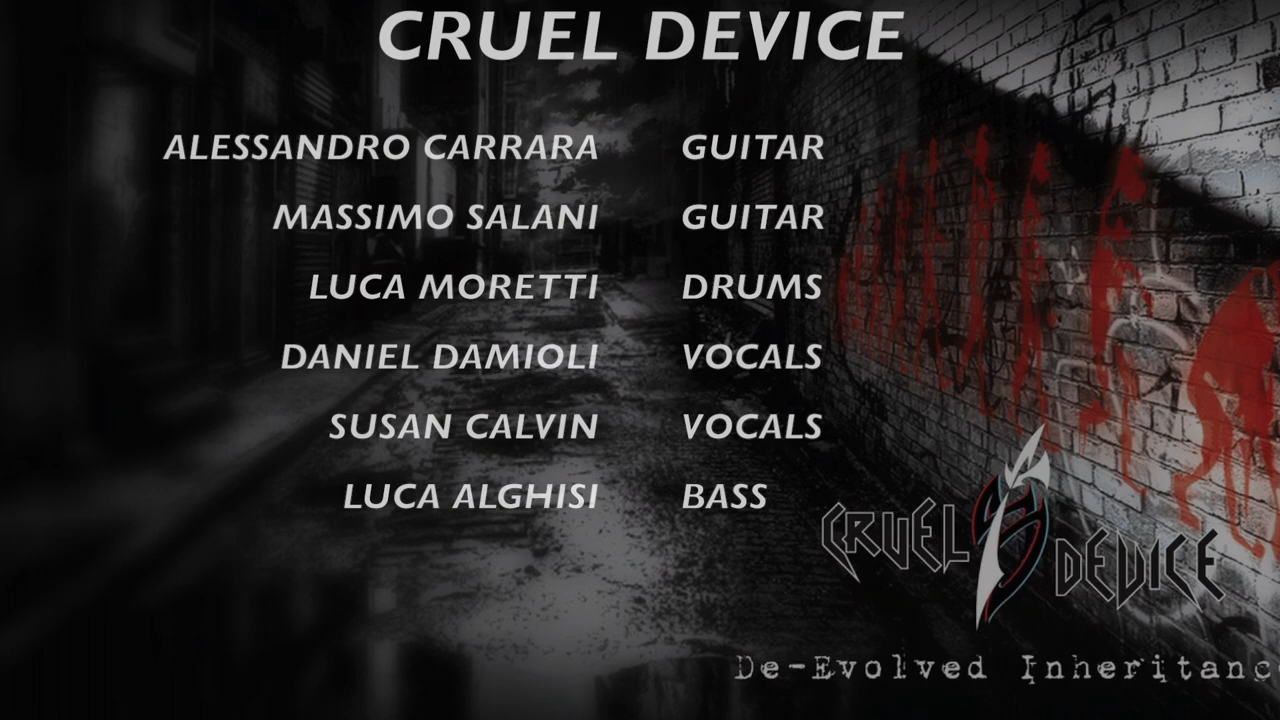 CRUEL DEVICE
ALESSANDRO CARRARA GUITAR
MASSIMO SALANI GUITAR
LUCA MORETTI DRUMS
DANIEL DAMIOLI VOCALS
SUSAN CALVIN VOCALS
LUCA ALGHISI BASS
CRUEL DEVICE
De-Evolved Inheritanc